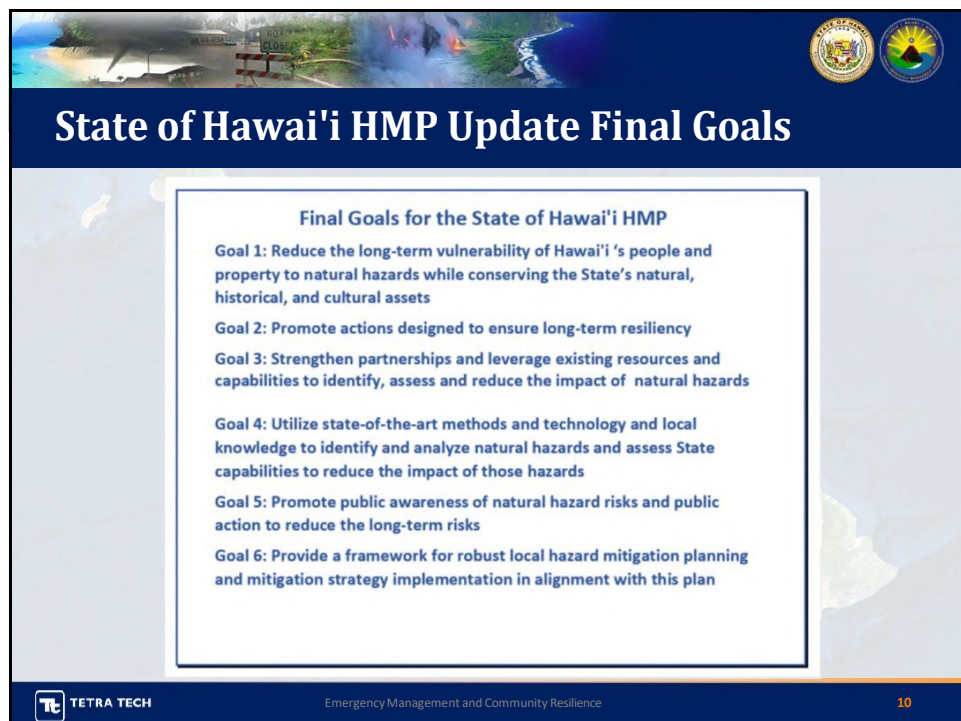 ROAD
CLOSED
STATE OF HAWAII
1959
State of Hawai'i HMP Update Final Goals
Final Goals for the State of Hawai'i HMP
Goal 1: Reduce the long-term vulnerability of Hawai'i ‘s people and
property to natural hazards while conserving the State’s natural,
historical, and cultural assets
Goal 2: Promote actions designed to ensure long-term resiliency
Goal 3: Strengthen partnerships and leverage existing resources and
capabilities to identify, assess and reduce the impact of natural hazards
Goal 4: Utilize state-of-the-art methods and technology and local
knowledge to identify and analyze natural hazards and assess State
capabilities to reduce the impact of those hazards
Goal 5: Promote public awareness of natural hazard risks and public
action to reduce the long-term risks
Goal 6: Provide a framework for robust local hazard mitigation planning
and mitigation strategy implementation in alignment with this plan
Tt TETRA TECH
Emergency Management and Community Resilience
10